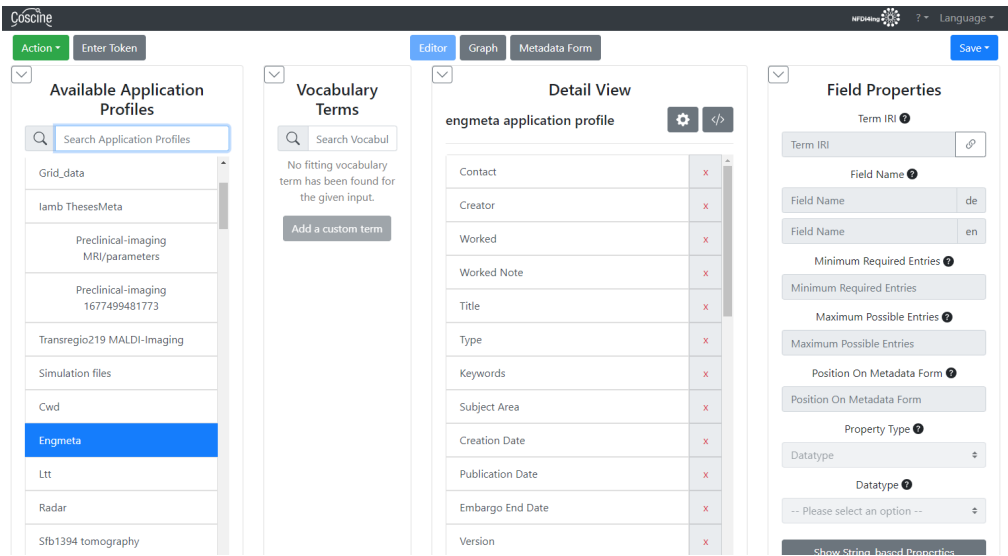 Coscine
NFDI4Ing
? Language
Action
Enter Token
Editor
Graph
Metadata Form
Save
Available Application
Profiles
Search Application Profiles
Grid_data
Iamb ThesesMeta
Preclinical-imaging
MRI/parameters
Preclinical-imaging
1677499481773
Transregio219 MALDI-Imaging
Simulation files
Cwd
Engmeta
Ltt
Radar
Sfb1394 tomography
Vocabulary
Terms
Search Vocabul
No fitting vocabulary
term has been found for
the given input.
Add a custom term
Detail View
engmeta application profile
</>
Contact x
Creator x
Worked x
Worked Note x
Title x
Type x
Keywords x
Subject Area x
Creation Date x
Publication Date x
Embargo End Date x
Version x
Field Properties
Term IRI ?
Term IRI
Field Name ?
Field Name de
Field Name en
Minimum Required Entries ?
Minimum Required Entries
Maximum Possible Entries ?
Maximum Possible Entries
Position On Metadata Form ?
Position On Metadata Form
Property Type ?
Datatype
Datatype ?
-- Please select an option --
Show String-based Properties